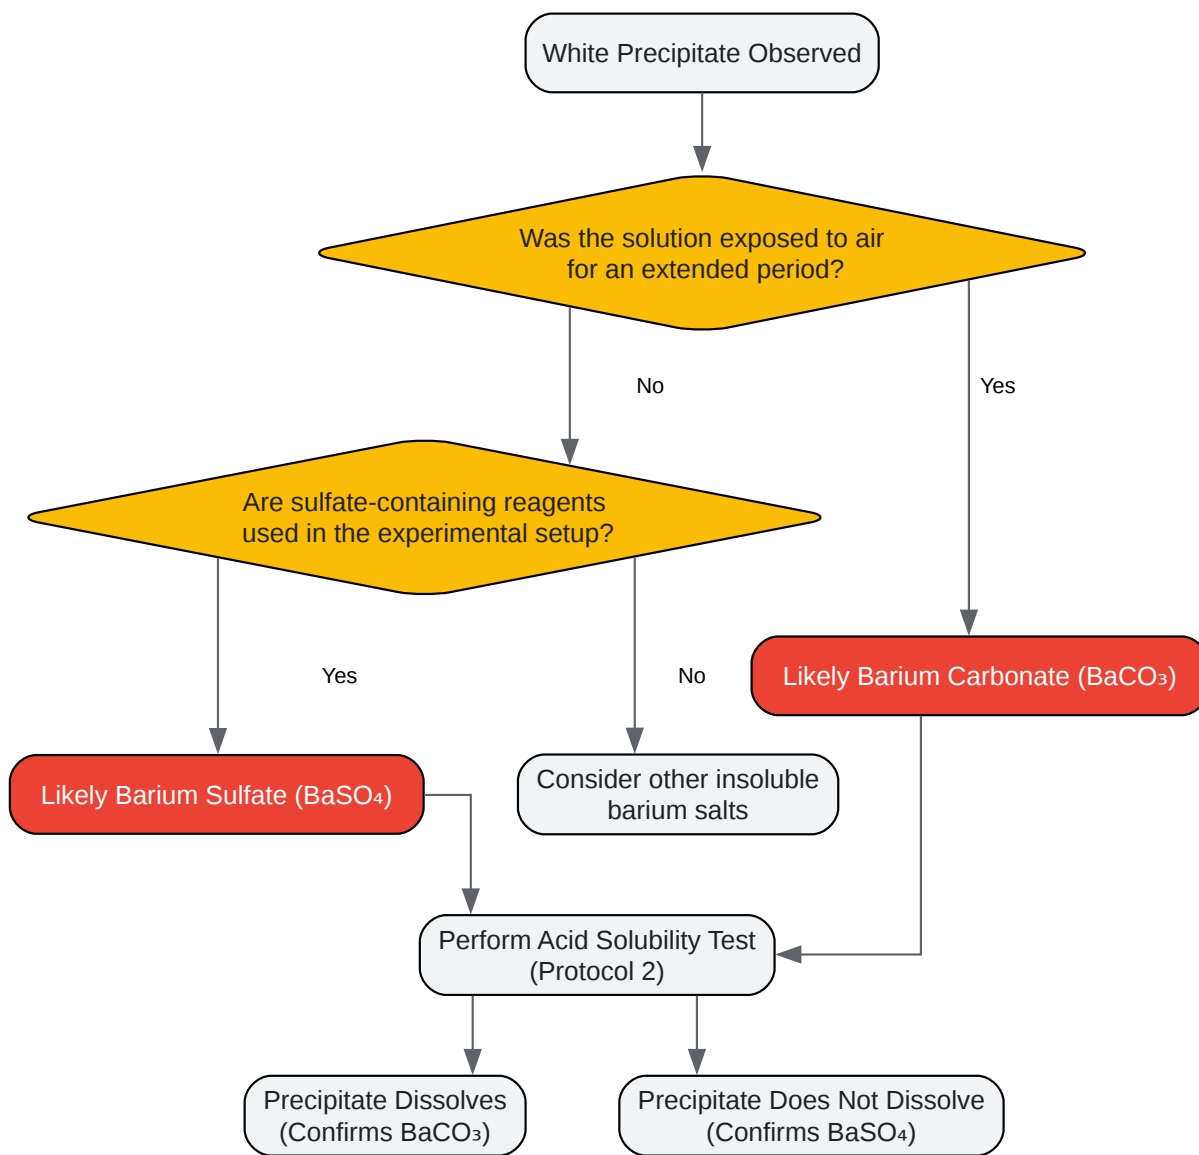 White Precipitate Observed
Was the solution exposed to air
for an extended period?
No
Yes
Are sulfate-containing reagents
used in the experimental setup?
Yes
No
Likely Barium Carbonate (BaCO₃)
Likely Barium Sulfate (BaSO₄)
Consider other insoluble
barium salts
Perform Acid Solubility Test
(Protocol 2)
Precipitate Dissolves
(Confirms BaCO₃)
Precipitate Does Not Dissolve
(Confirms BaSO₄)